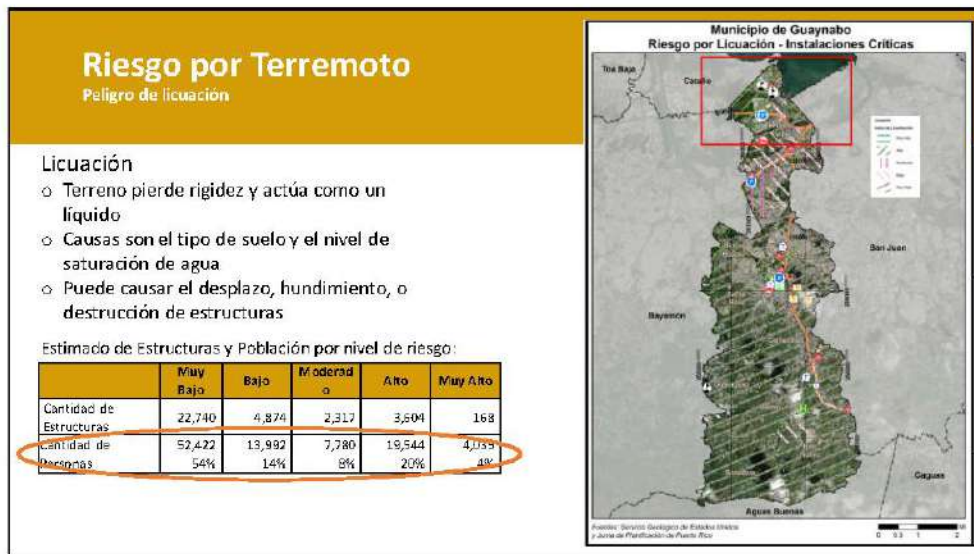 Riesgo por Terremoto
Peligro de licuación
Licuación
o Terreno pierde rigidez y actúa como un
líquido
o Causas son el tipo de suelo y el nivel de
saturación de agua
o Puede causar el desplazo, hundimiento, o
destrucción de estructuras
Estimado de Estructuras y Población por nivel de riesgo:
Muy Bajo | Bajo | Moderado | Alto | Muy Alto
Cantidad de Estructuras | 22,740 | 4,874 | 2,317 | 3,604 | 168
Cantidad de Personas | 52,422 | 13,992 | 7,780 | 19,544 | 4,035
54% | 14% | 8% | 20% | 4%
Municipio de Guaynabo
Riesgo por Licuación - Instalaciones Críticas
Toa Baja
Cataño
San Juan
Bayamón
Caguas
Aguas Buenas
Fuentes: Servicio Geológico de Estados Unidos
y Junta de Planificación de Puerto Rico
0 0.5 1 2